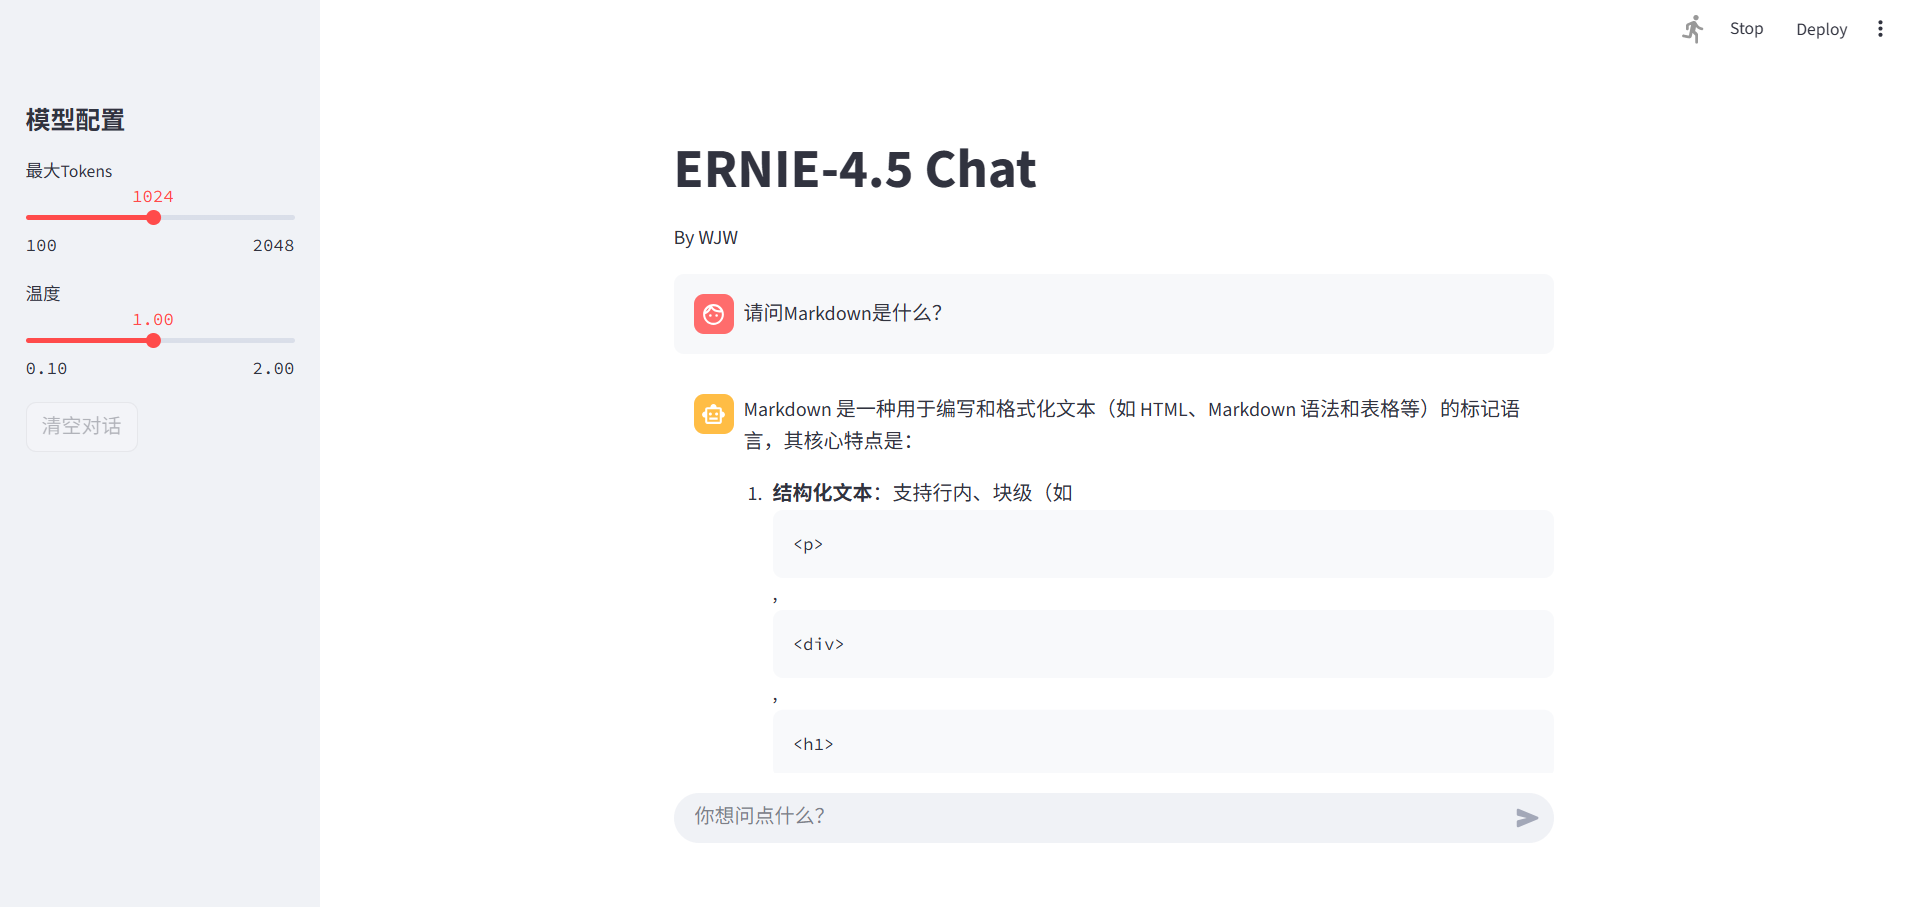 Stop
Deploy
模型配置
最大Tokens
1024
100
2048
温度
1.00
0.10
2.00
清空对话
ERNIE-4.5 Chat
By WJW
请问Markdown是什么？
Markdown 是一种用于编写和格式化文本（如 HTML、Markdown 语法和表格等）的标记语
言，其核心特点是：
1. 结构化文本：支持行内、块级（如
<p>
,
<div>
,
<h1>
你想问点什么？